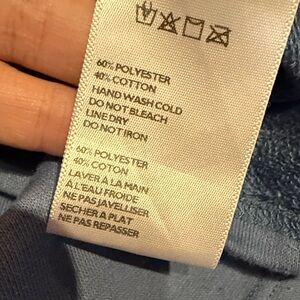 60% POLYESTER
40% COTTON
HAND WASH COLD
DO NOT BLEACH
LINE DRY
DO NOT IRON
60% POLYESTER
40% COTON
LAVER À LA MAIN
A L'EAU FROIDE
NE PAS JAVELLISER
SECHER A PLAT
NE PAS REPASSER